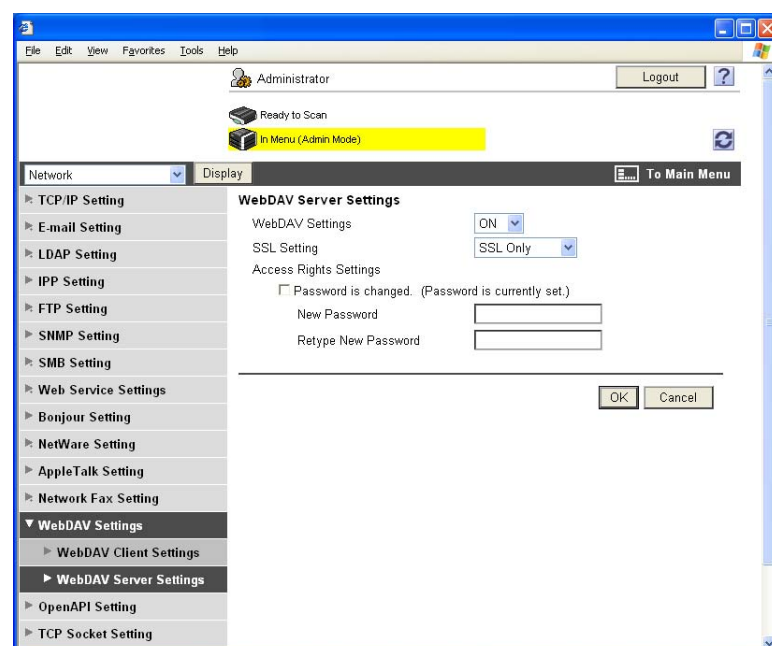 File Edit View Favorites Tools Help
Administrator Logout ?
Ready to Scan
In Menu (Admin Mode)
Network Display To Main Menu
TCP/IP Setting
E-mail Setting
LDAP Setting
IPP Setting
FTP Setting
SNMP Setting
SMB Setting
Web Service Settings
Bonjour Setting
NetWare Setting
AppleTalk Setting
Network Fax Setting
WebDAV Settings
WebDAV Client Settings
WebDAV Server Settings
OpenAPI Setting
TCP Socket Setting
WebDAV Server Settings
WebDAV Settings ON
SSL Setting SSL Only
Access Rights Settings
Password is changed. (Password is currently set.)
New Password
Retype New Password
OK Cancel